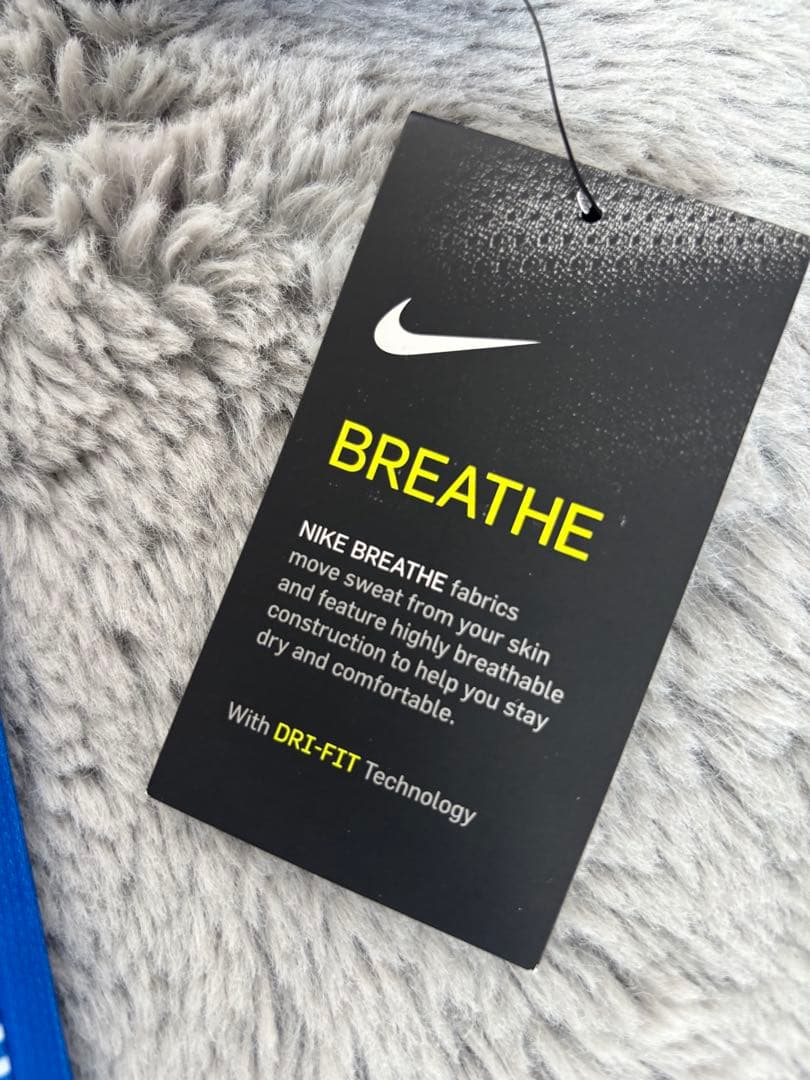 BREATHE
NIKE BREATHE fabrics
move sweat from your skin
and feature highly breathable
construction to help you stay
dry and comfortable.
With DRI-FIT Technology